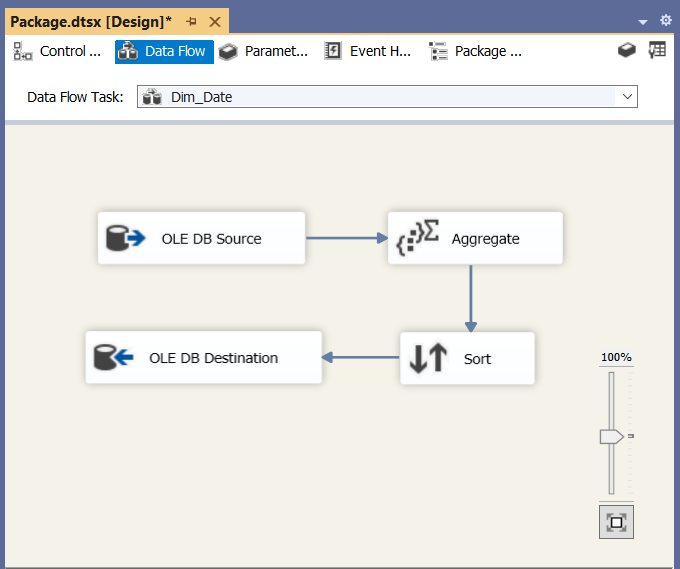 Package.dtsx [Design]*
Control ... Data Flow Paramet... Event H... Package ...
Data Flow Task: Dim_Date
OLE DB Source
Aggregate
OLE DB Destination
Sort
100%